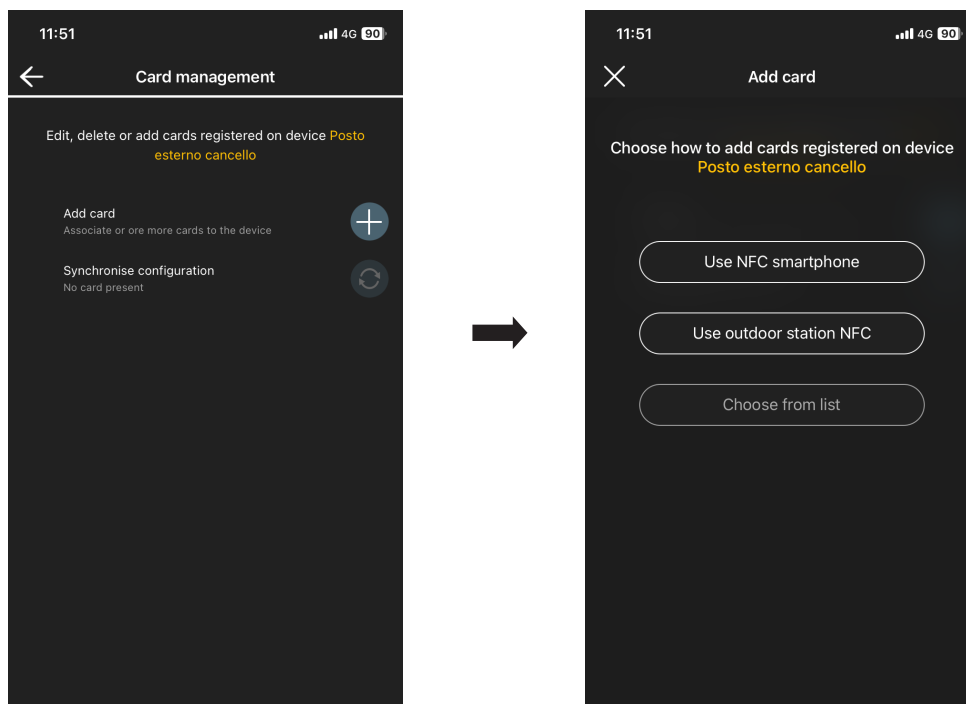 11:51
4G 90
Card management
Edit, delete or add cards registered on device Posto
esterno cancello
Add card
Associate or ore more cards to the device
Synchronise configuration
No card present
11:51
4G 90
Add card
Choose how to add cards registered on device
Posto esterno cancello
Use NFC smartphone
Use outdoor station NFC
Choose from list